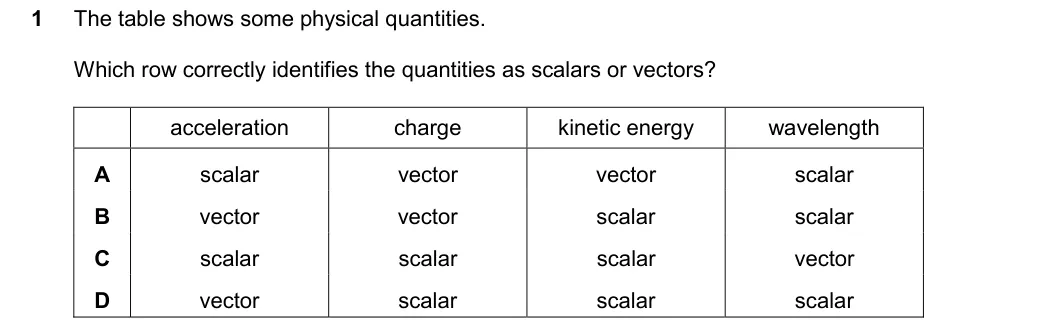 1 The table shows some physical quantities.
Which row correctly identifies the quantities as scalars or vectors?
acceleration charge kinetic energy wavelength
A scalar vector vector scalar
B vector vector scalar scalar
C scalar scalar scalar vector
D vector scalar scalar scalar